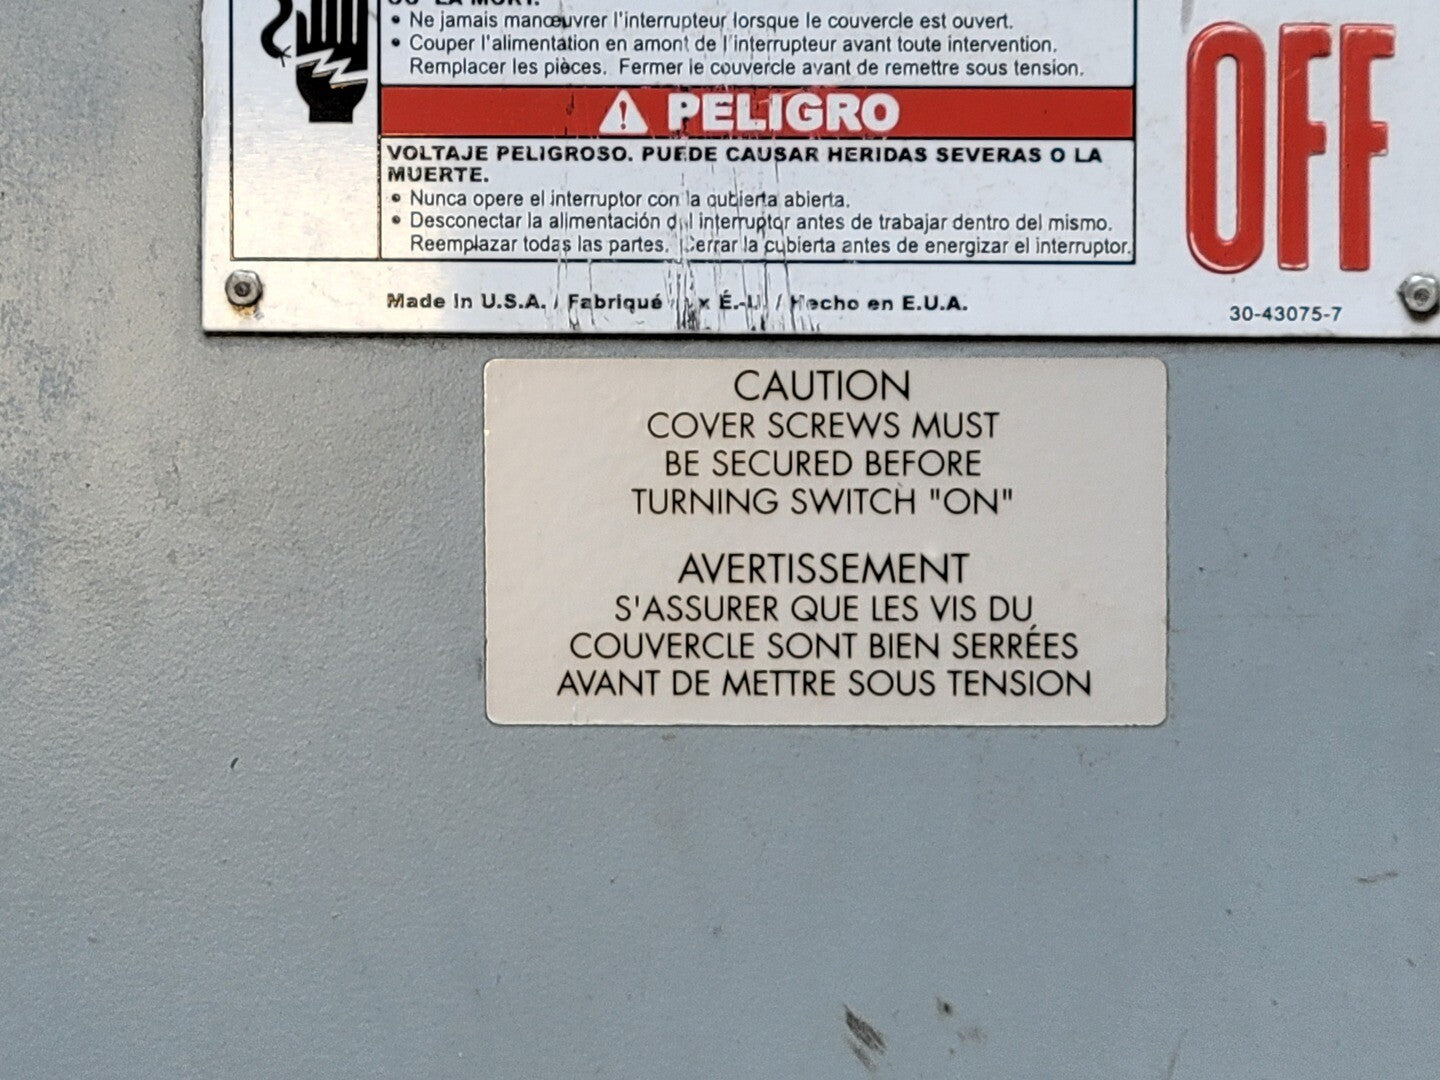 OU LA MORT.
• Ne jamais manœuvrer l'interrupteur lorsque le couvercle est ouvert.
• Couper l'alimentation en amont de l'interrupteur avant toute intervention.
Remplacer les pièces. Fermer le couvercle avant de remettre sous tension.
PELIGRO
VOLTAJE PELIGROSO. PUEDE CAUSAR HERIDAS SEVERAS O LA
MUERTE.
• Nunca opere el interruptor con la qubierta abierta.
• Desconectar la alimentación del interruptor antes de trabajar dentro del mismo.
Reemplazar todas las partes. Cerrar la cubierta antes de energizar el interruptor.
OFF
Made In U.S.A. / Fabriqué aux É.-U. / Hecho en E.U.A.
30-43075-7
CAUTION
COVER SCREWS MUST
BE SECURED BEFORE
TURNING SWITCH "ON"
AVERTISSEMENT
S'ASSURER QUE LES VIS DU
COUVERCLE SONT BIEN SERRÉES
AVANT DE METTRE SOUS TENSION